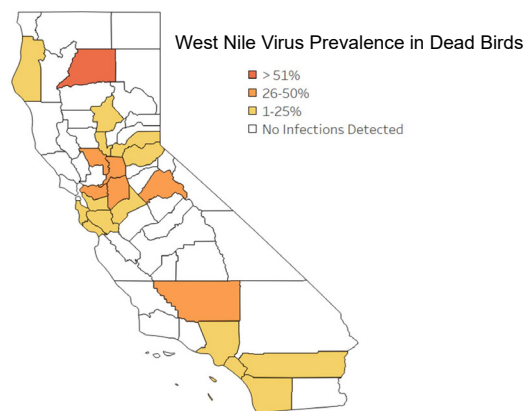 West Nile Virus Prevalence in Dead Birds
> 51%
26-50%
1-25%
No Infections Detected